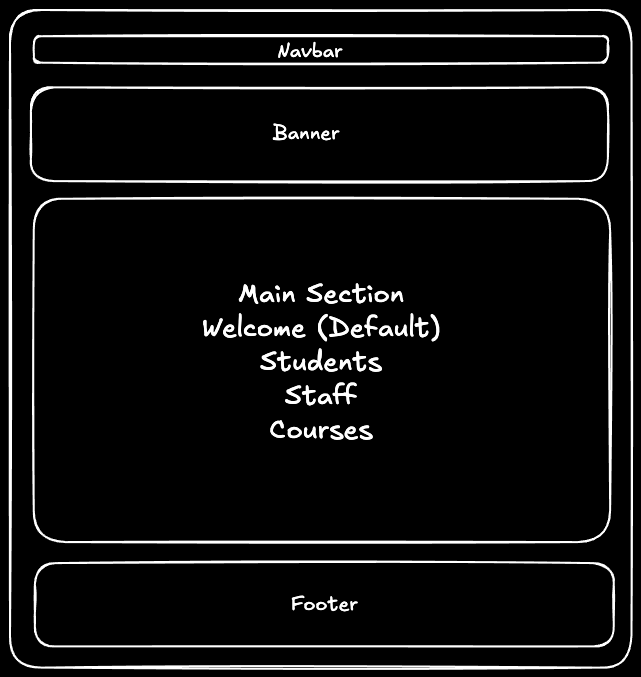 Navbar
Banner
Main Section
Welcome (Default)
Students
Staff
Courses
Footer